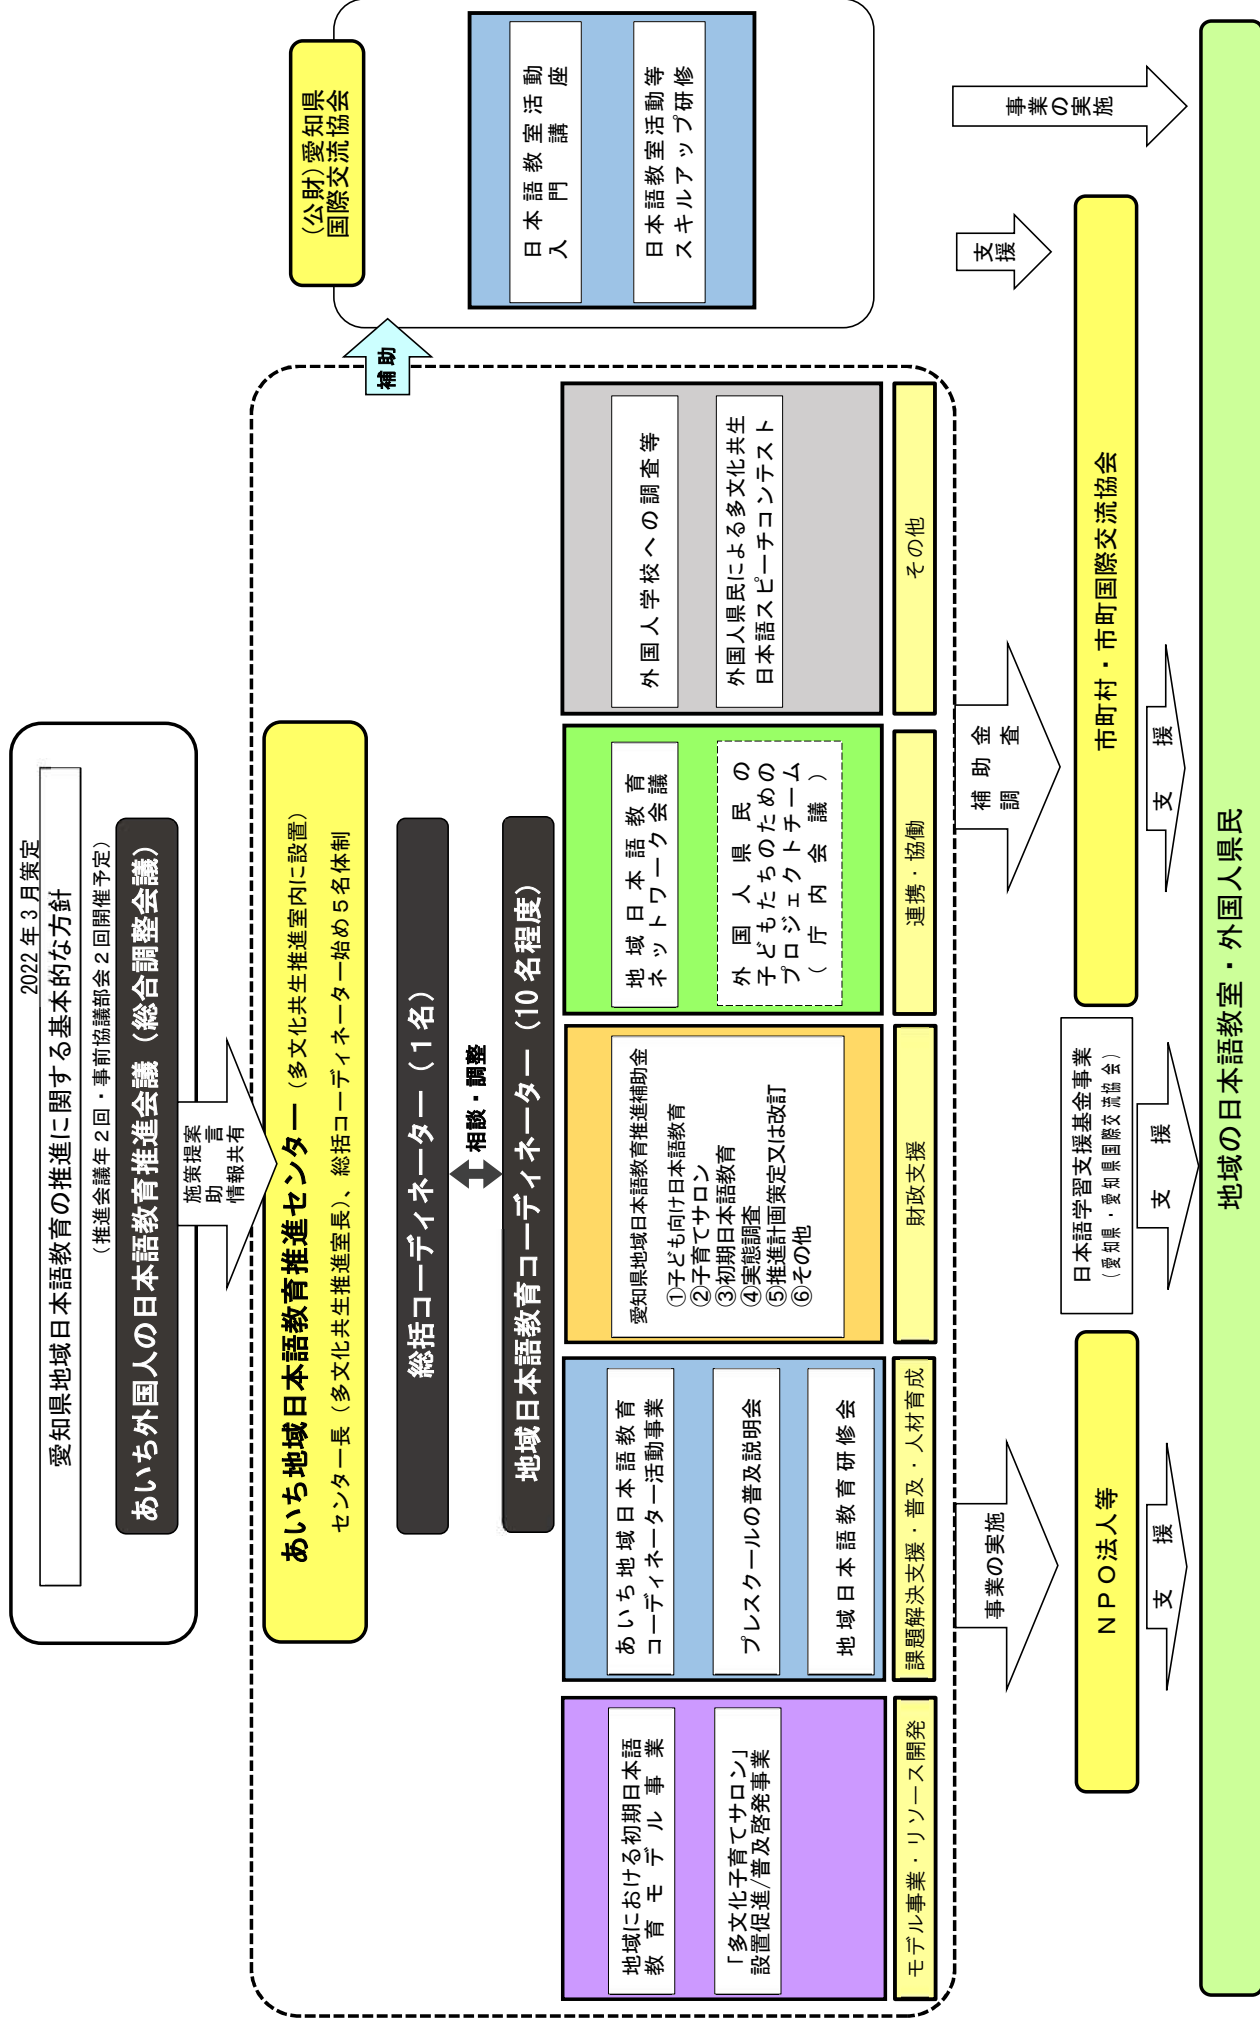 2022年3月策定
愛知県地域日本語教育の推進に関する基本的な方針
（推進会議年２回・事前協議部会２回開催予定）
あいち外国人の日本語教育推進会議（総合調整会議）
施策提案
助　　言
情報共有
あいち地域日本語教育推進センター（多文化共生推進室内に設置）
センター長（多文化共生推進室長）、総括コーディネーター始め５名体制
総括コーディネーター（１名）
相談・調整
地域日本語教育コーディネーター（10名程度）
地域における初期日本語
教育モデル事業
「多文化子育てサロン」
設置促進/普及啓発事業
モデル事業・リソース開発
あいち地域日本語教育
コーディネーター活動事業
プレスクールの普及説明会
地域日本語教育研修会
課題解決支援・普及・人材育成
愛知県地域日本語教育推進補助金
①子ども向け日本語教育
②子育てサロン
③初期日本語教育
④実態調査
⑤推進計画策定又は改訂
⑥その他
財政支援
地域日本語教育
ネットワーク会議
外国人県民の
子どもたちのための
プロジェクトチーム
（庁内会議）
連携・協働
外国人学校への調査等
外国人県民による多文化共生
日本語スピーチコンテスト
その他
補助
（公財）愛知県
国際交流協会
日本語教室活動
入門講座
日本語教室活動等
スキルアップ研修
事業の実施
補助金
調　査
支援
事業の実施
ＮＰＯ法人等
日本語学習支援基金事業
（愛知県・愛知県国際交流協会）
市町村・市町国際交流協会
支　援
支　援
支　援
地域の日本語教室・外国人県民